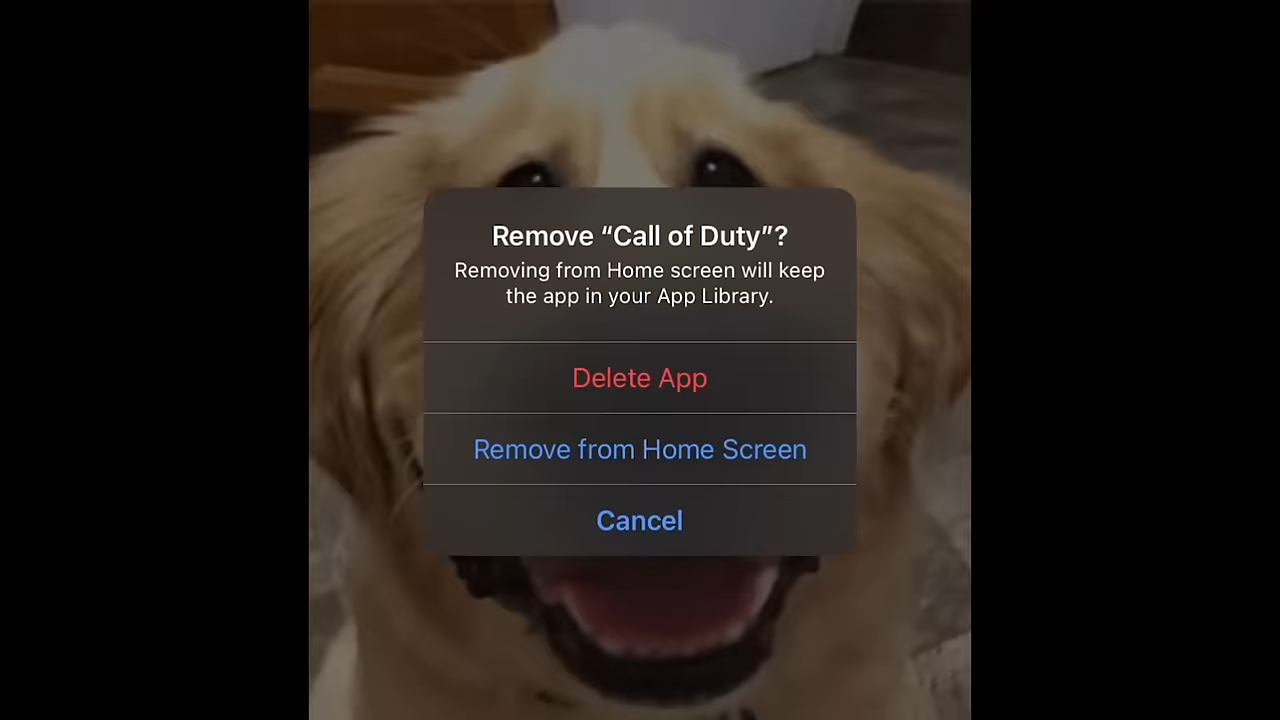 Remove “Call of Duty”?
Removing from Home screen will keep
the app in your App Library.
Delete App
Remove from Home Screen
Cancel